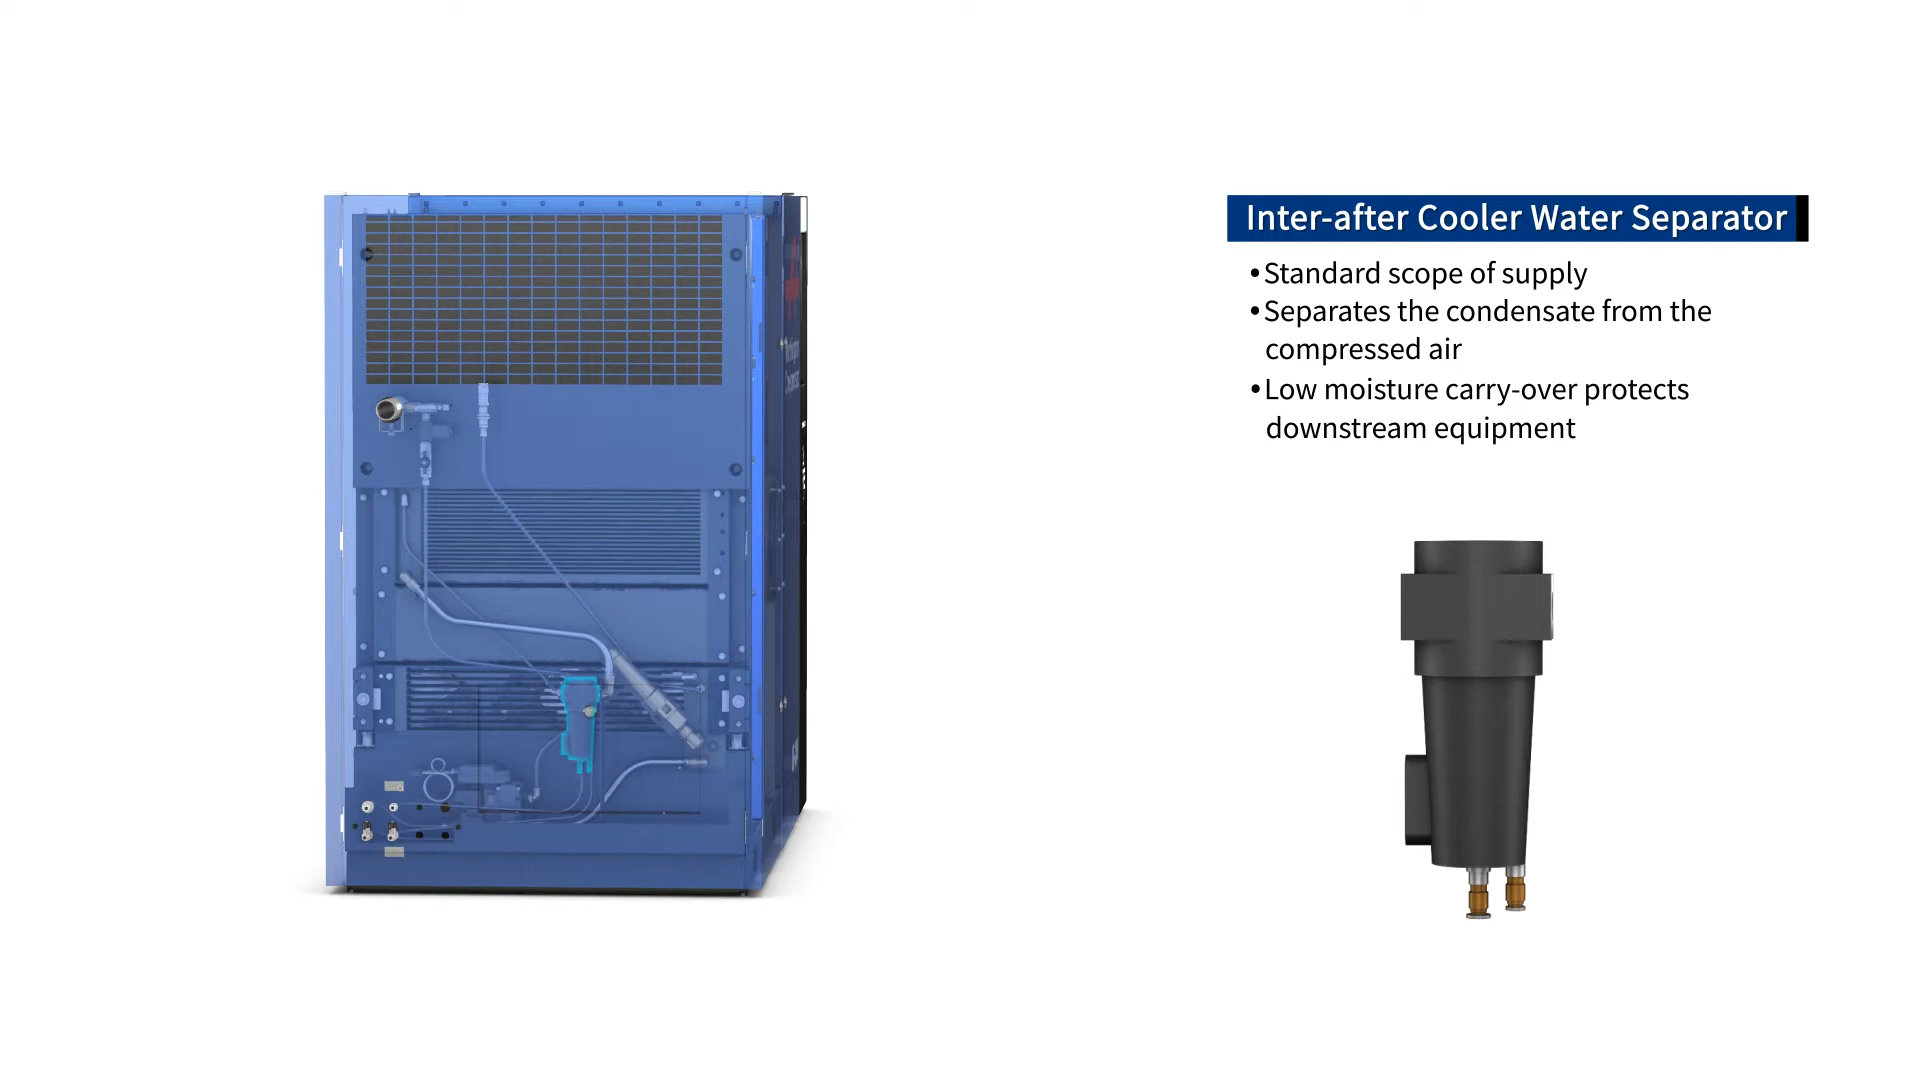 Inter-after Cooler Water Separator
•Standard scope of supply
•Separates the condensate from the
compressed air
•Low moisture carry-over protects
downstream equipment